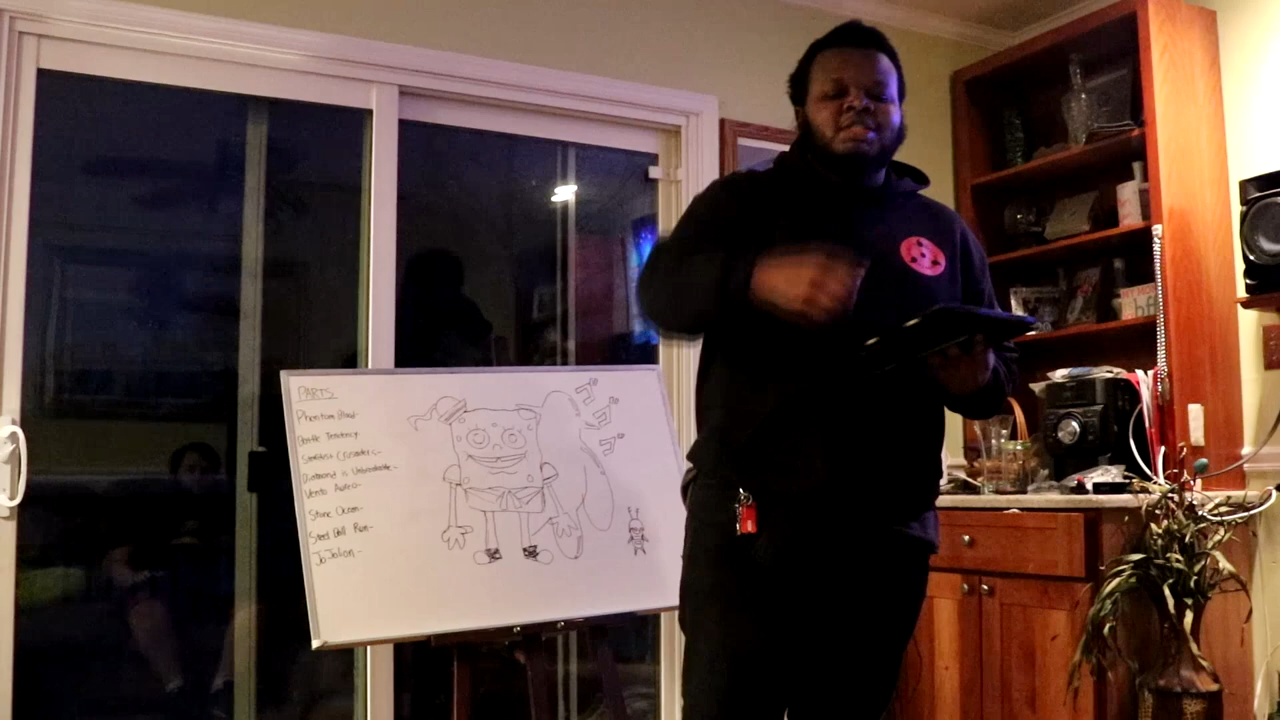 PARTS
Phantom Blood-
Battle Tendency-
Stardust Crusaders-
Diamond is Unbreakable-
Vento Aureo-
Stone Ocean-
Steel Ball Run-
JoJolion-
ゴ
ゴ
ゴ